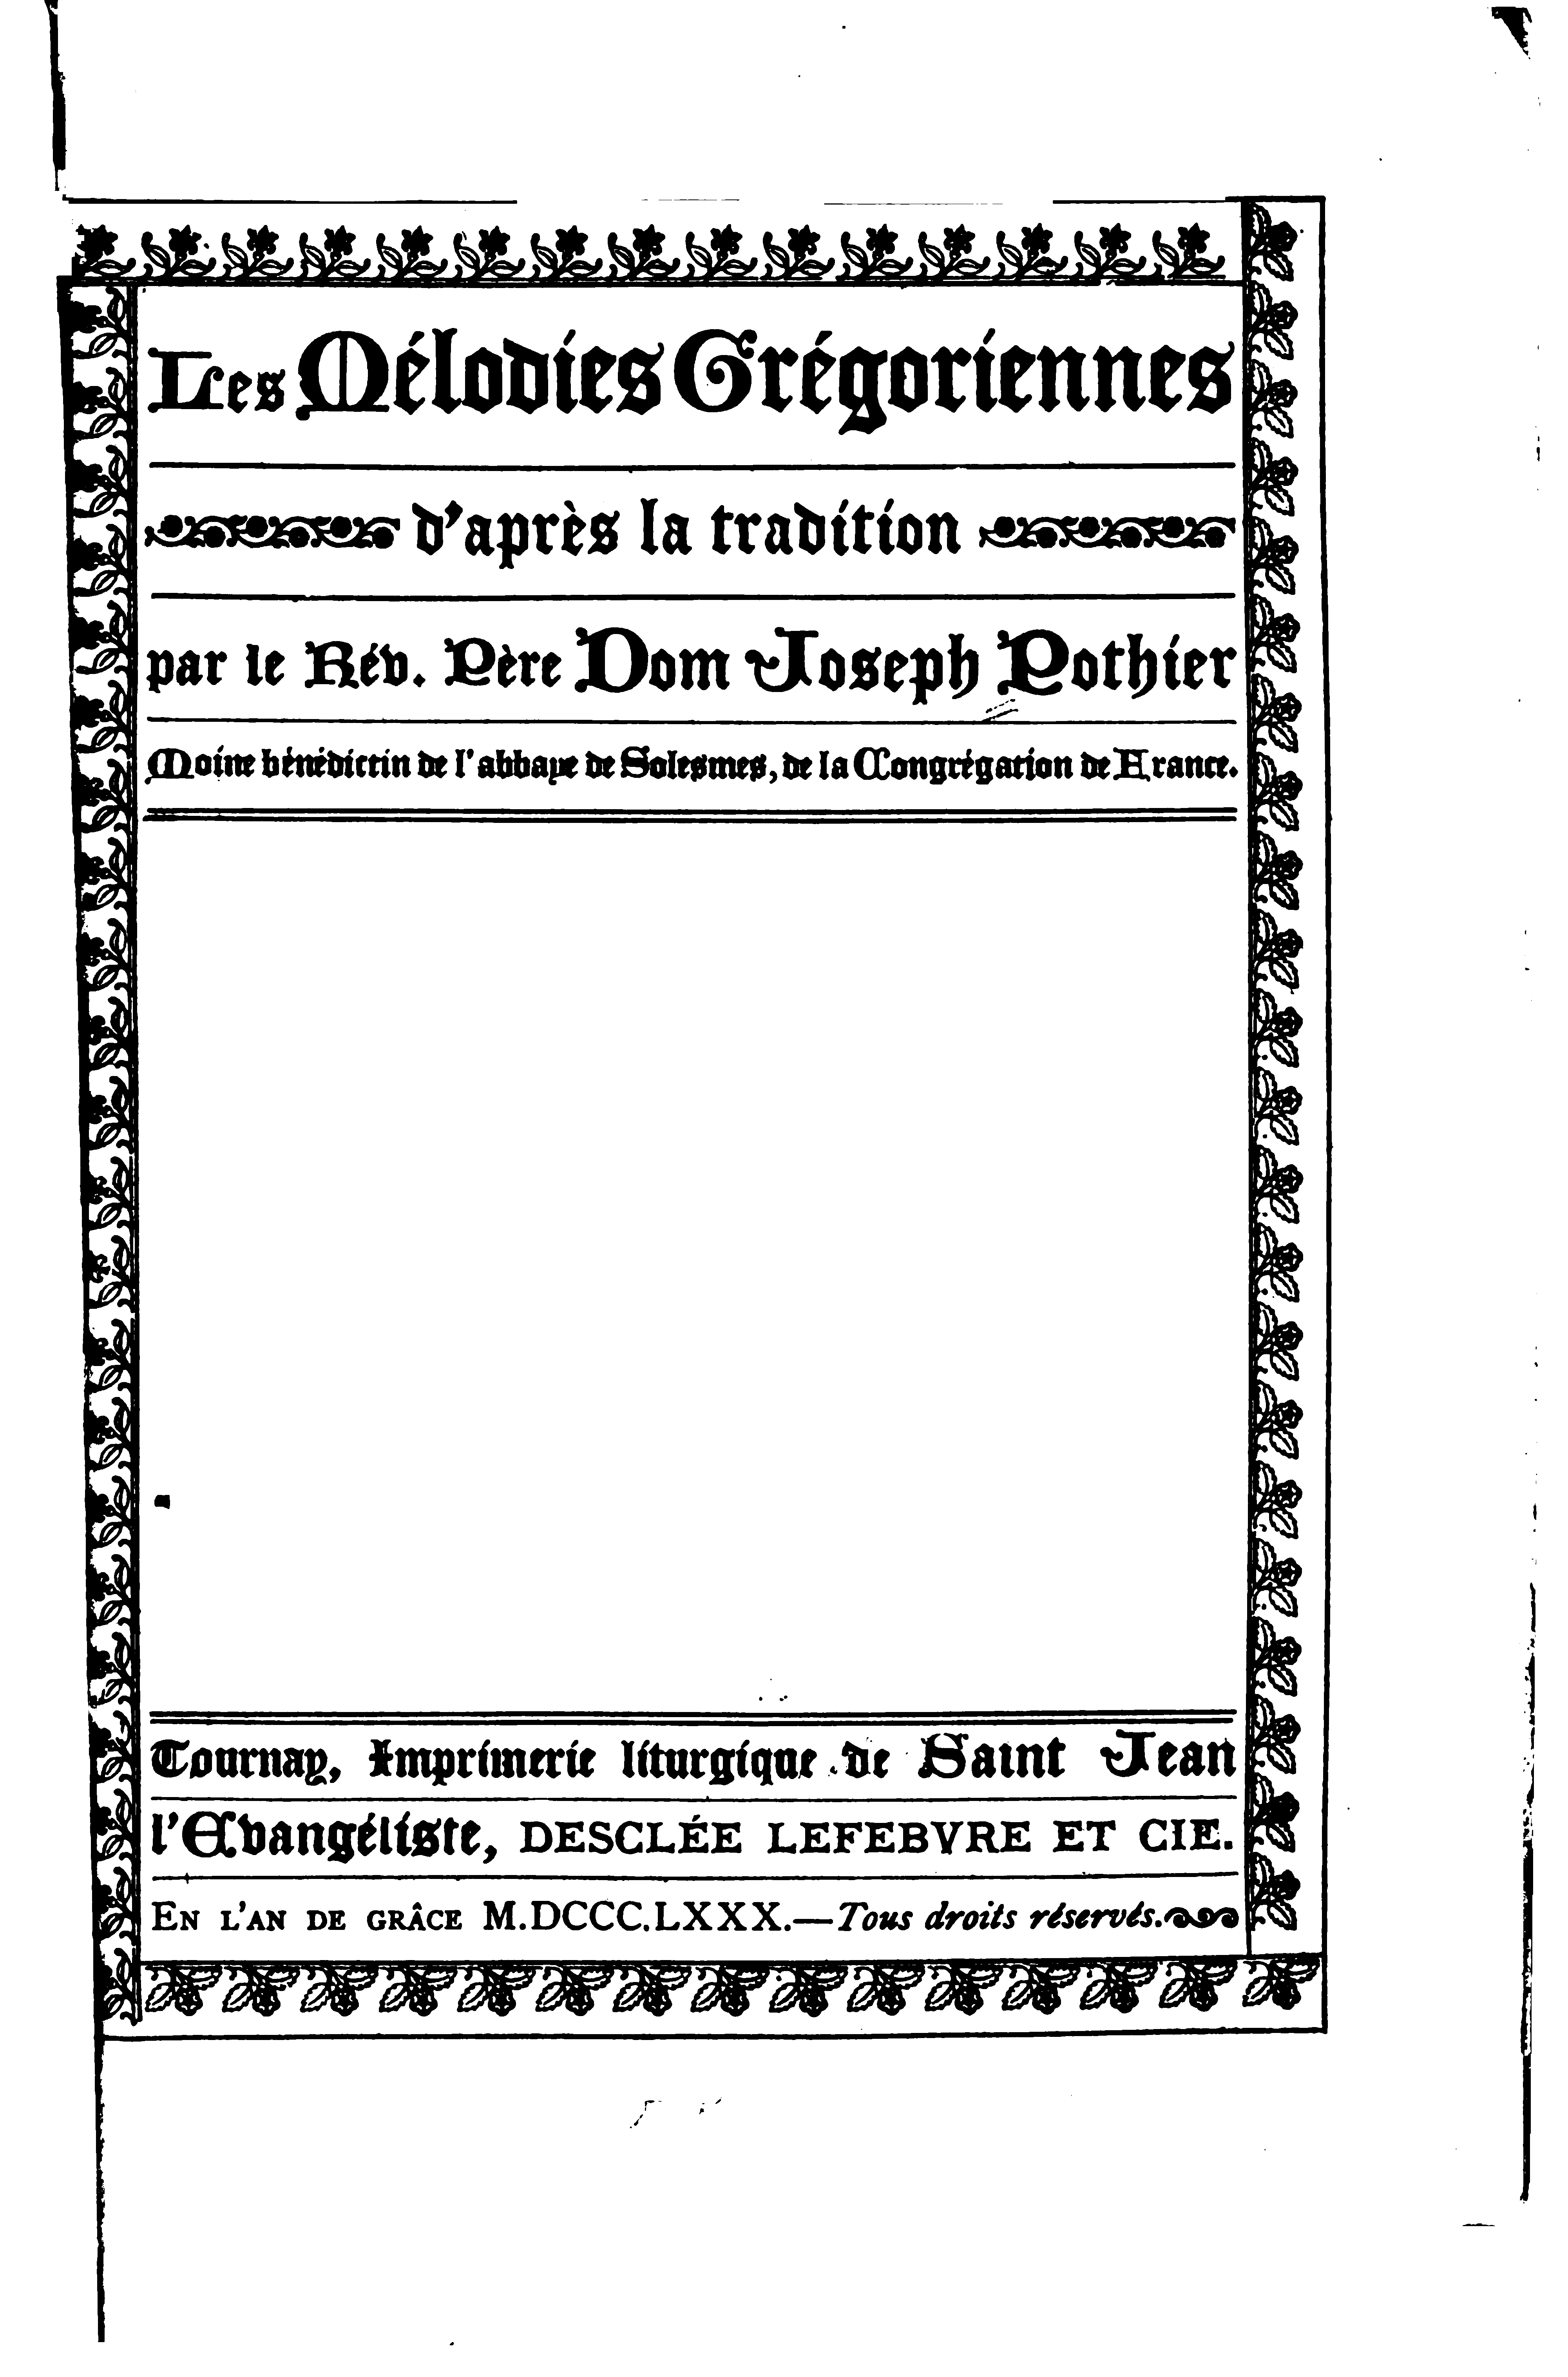 Les Mélodies Grégoriennes
d'après la tradition
par le Rév. Père Dom Joseph Pothier
Moine bénédictin de l'abbaye de Solesmes, de la Congrégation de France.
Tournay, Imprimerie liturgique de Saint Jean
l'Evangéliste, DESCLÉE LEFEBVRE ET CIE.
EN L'AN DE GRÂCE M.DCCC.LXXX.—Tous droits réservés.